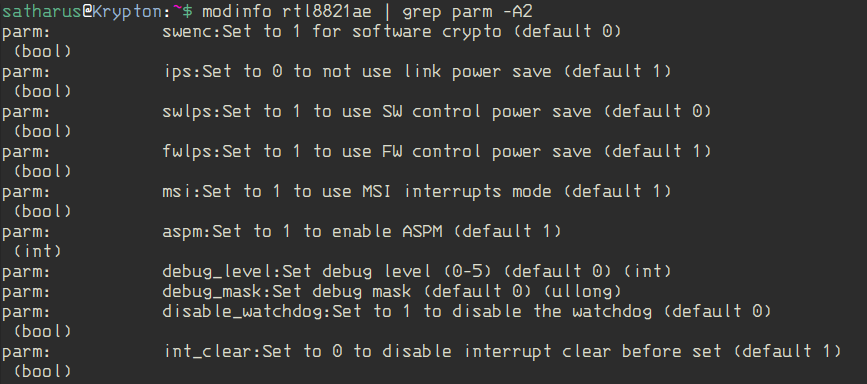 satharus@Krypton:~$ modinfo rtl8821ae | grep parm -A2
parm:           swenc:Set to 1 for software crypto (default 0)
 (bool)
parm:           ips:Set to 0 to not use link power save (default 1)
 (bool)
parm:           swlps:Set to 1 to use SW control power save (default 0)
 (bool)
parm:           fwlps:Set to 1 to use FW control power save (default 1)
 (bool)
parm:           msi:Set to 1 to use MSI interrupts mode (default 1)
 (bool)
parm:           aspm:Set to 1 to enable ASPM (default 1)
 (int)
parm:           debug_level:Set debug level (0-5) (default 0) (int)
parm:           debug_mask:Set debug mask (default 0) (ullong)
parm:           disable_watchdog:Set to 1 to disable the watchdog (default 0)
 (bool)
parm:           int_clear:Set to 0 to disable interrupt clear before set (default 1)
 (bool)